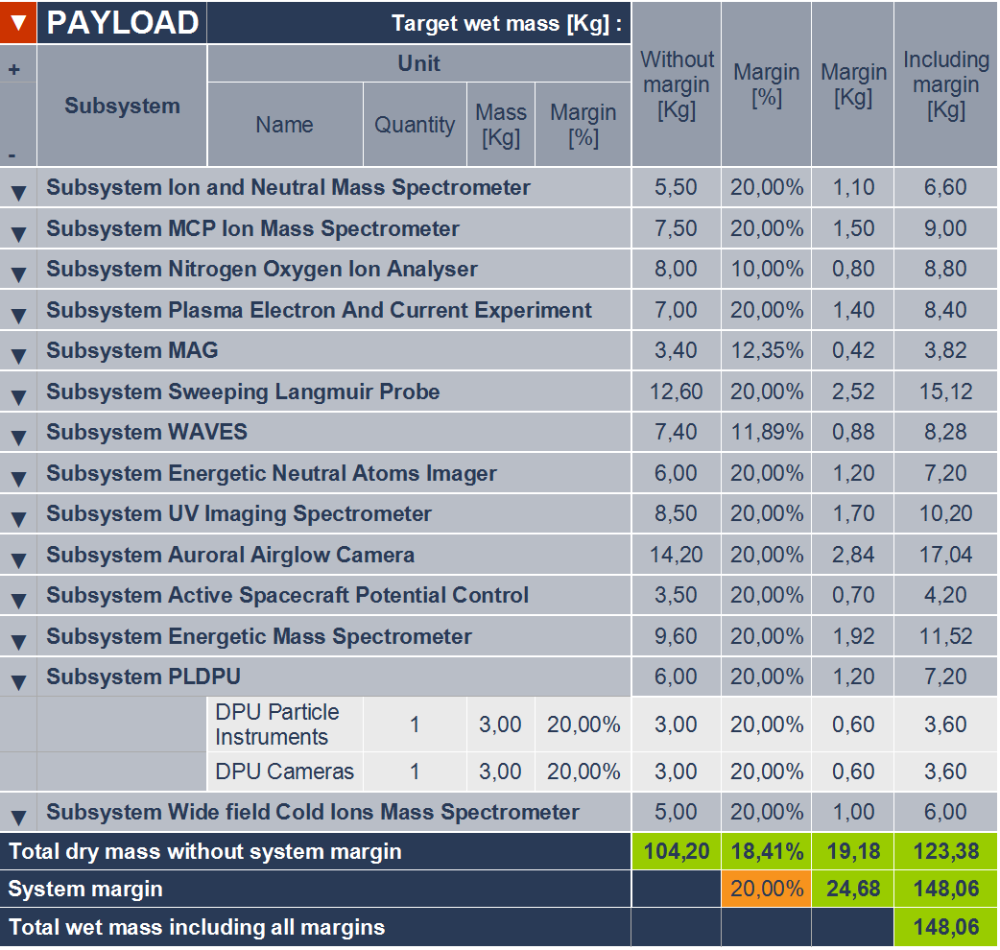 ▼ PAYLOAD Target wet mass [Kg] : Without margin [Kg] Margin [%] Margin [Kg] Including margin [Kg]
+ - Subsystem Unit
Name Quantity Mass [Kg] Margin [%]
▼ Subsystem Ion and Neutral Mass Spectrometer 5,50 20,00% 1,10 6,60
▼ Subsystem MCP Ion Mass Spectrometer 7,50 20,00% 1,50 9,00
▼ Subsystem Nitrogen Oxygen Ion Analyser 8,00 10,00% 0,80 8,80
▼ Subsystem Plasma Electron And Current Experiment 7,00 20,00% 1,40 8,40
▼ Subsystem MAG 3,40 12,35% 0,42 3,82
▼ Subsystem Sweeping Langmuir Probe 12,60 20,00% 2,52 15,12
▼ Subsystem WAVES 7,40 11,89% 0,88 8,28
▼ Subsystem Energetic Neutral Atoms Imager 6,00 20,00% 1,20 7,20
▼ Subsystem UV Imaging Spectrometer 8,50 20,00% 1,70 10,20
▼ Subsystem Auroral Airglow Camera 14,20 20,00% 2,84 17,04
▼ Subsystem Active Spacecraft Potential Control 3,50 20,00% 0,70 4,20
▼ Subsystem Energetic Mass Spectrometer 9,60 20,00% 1,92 11,52
▼ Subsystem PLDPU 6,00 20,00% 1,20 7,20
DPU Particle Instruments 1 3,00 20,00% 3,00 20,00% 0,60 3,60
DPU Cameras 1 3,00 20,00% 3,00 20,00% 0,60 3,60
▼ Subsystem Wide field Cold Ions Mass Spectrometer 5,00 20,00% 1,00 6,00
Total dry mass without system margin 104,20 18,41% 19,18 123,38
System margin 20,00% 24,68 148,06
Total wet mass including all margins 148,06